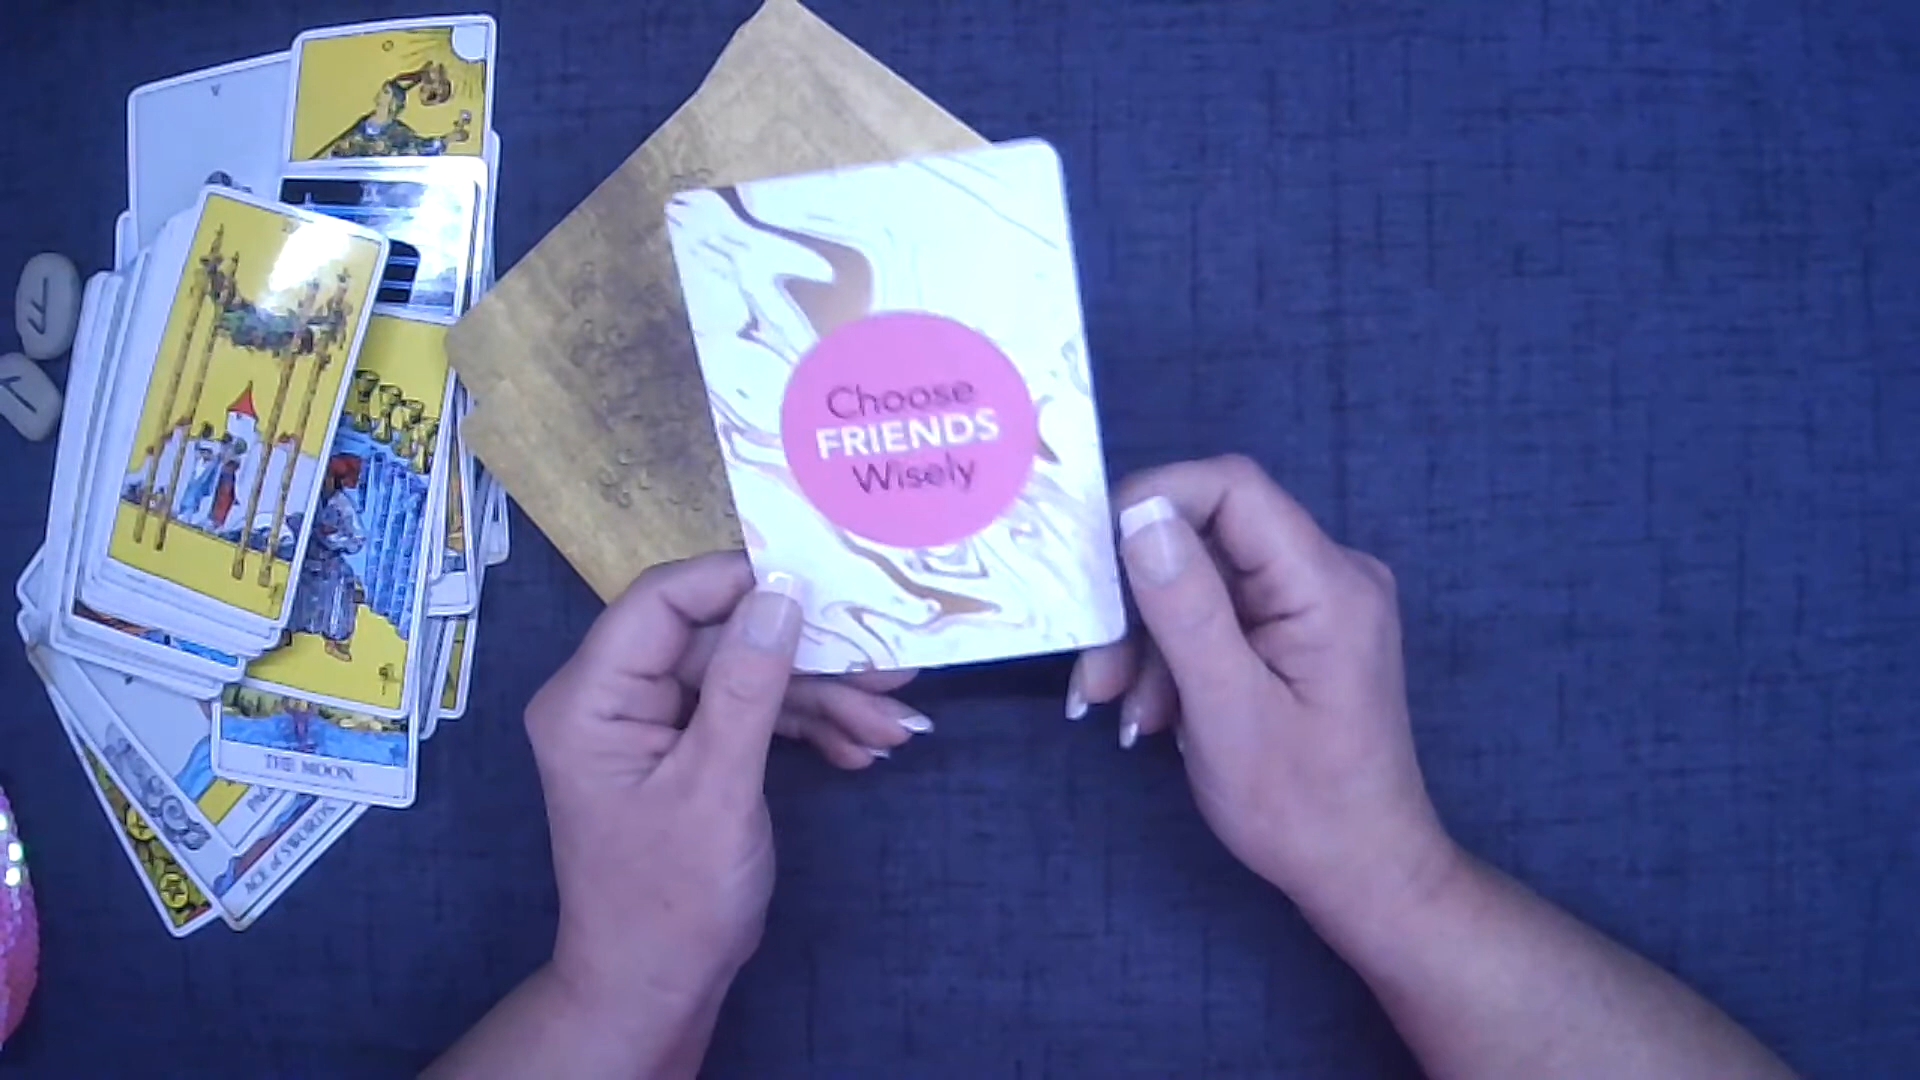 Choose
FRIENDS
Wisely
THE MOON.
ACE of SWORDS.